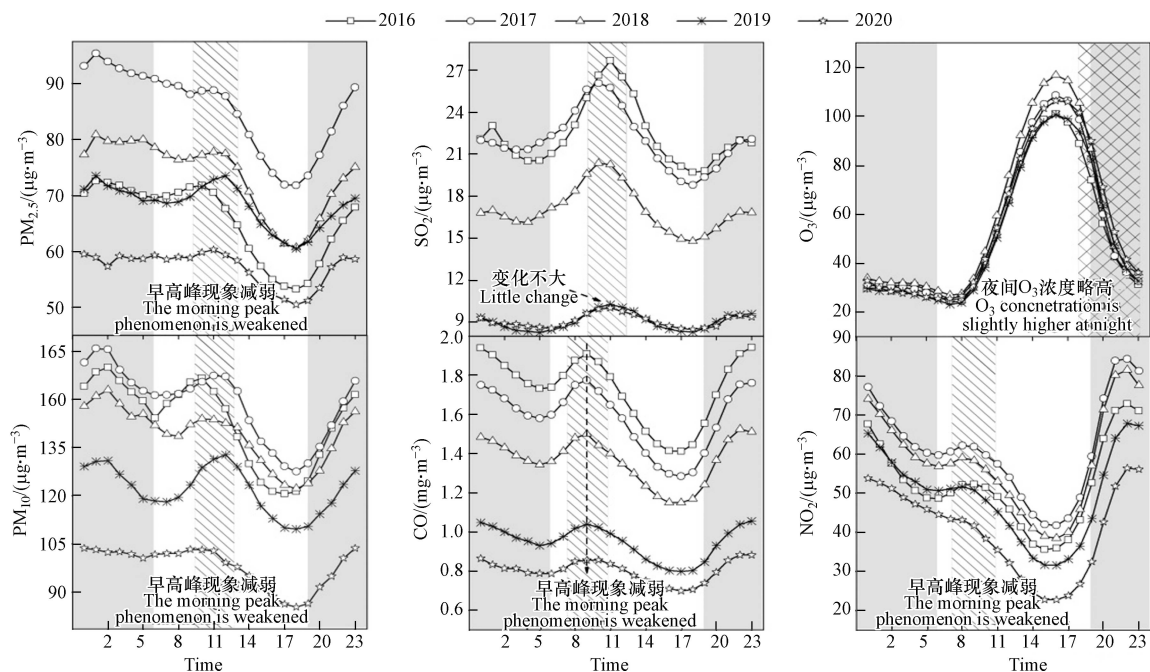 2016 2017 2018 2019 2020
PM2.5/(μg·m−3)
90
80
70
60
50
早高峰现象减弱
The morning peak
phenomenon is weakened
SO2/(μg·m−3)
27
24
21
18
15
12
9
变化不大
Little change
O3/(μg·m−3)
120
100
80
60
40
夜间O3浓度略高
O3 concnetration is
slightly higher at night
PM10/(μg·m−3)
165
150
135
120
105
90
早高峰现象减弱
The morning peak
phenomenon is weakened
2 5 8 11 14 17 20 23
Time
CO/(mg·m−3)
2.0
1.8
1.6
1.4
1.2
1.0
0.8
0.6
早高峰现象减弱
The morning peak
phenomenon is weakened
2 5 8 11 14 17 20 23
Time
NO2/(μg·m−3)
90
80
70
60
50
40
30
20
早高峰现象减弱
The morning peak
phenomenon is weakened
2 5 8 11 14 17 20 23
Time